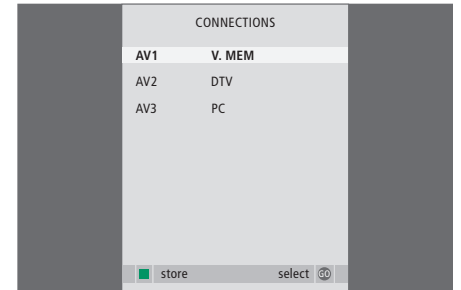 CONNECTIONS
AV1 V. MEM
AV2 DTV
AV3 PC
store select GO